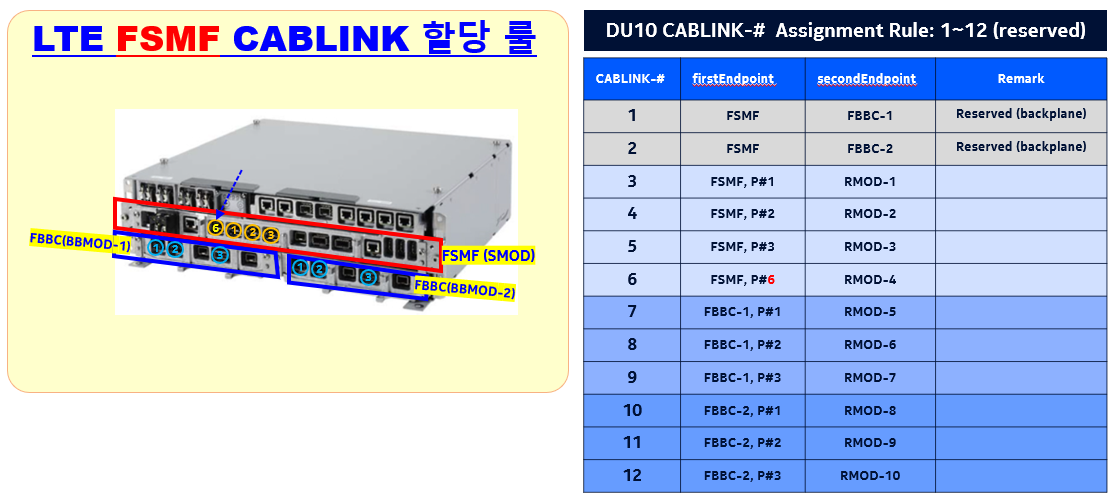 LTE FSMF CABLINK 할당 룰
6 1 2 3
FBBC(BBMOD-1)
1 2 3
FSMF (SMOD)
1 2 3
FBBC(BBMOD-2)
DU10 CABLINK-# Assignment Rule: 1~12 (reserved)
CABLINK-# firstEndpoint secondEndpoint Remark
1 FSMF FBBC-1 Reserved (backplane)
2 FSMF FBBC-2 Reserved (backplane)
3 FSMF, P#1 RMOD-1
4 FSMF, P#2 RMOD-2
5 FSMF, P#3 RMOD-3
6 FSMF, P#6 RMOD-4
7 FBBC-1, P#1 RMOD-5
8 FBBC-1, P#2 RMOD-6
9 FBBC-1, P#3 RMOD-7
10 FBBC-2, P#1 RMOD-8
11 FBBC-2, P#2 RMOD-9
12 FBBC-2, P#3 RMOD-10